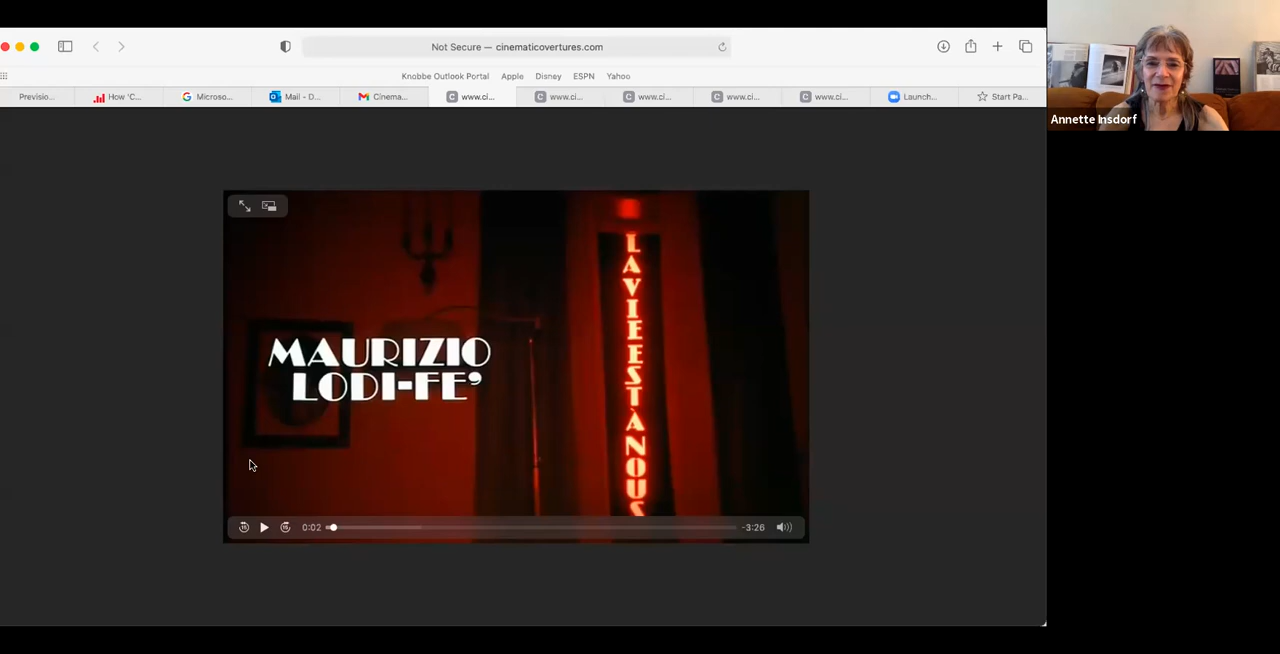 Not Secure — cinematicovertures.com
Knobbe Outlook Portal Apple Disney ESPN Yahoo
Previsio... How 'C... Microso... Mail - D... Cinema... www.ci... www.ci... www.ci... www.ci... www.ci... Launch... Start Pa...
Annette Insdorf
MAURIZIO
LODI-FE'
LAVIEESTÀNOUS
0:02 -3:26